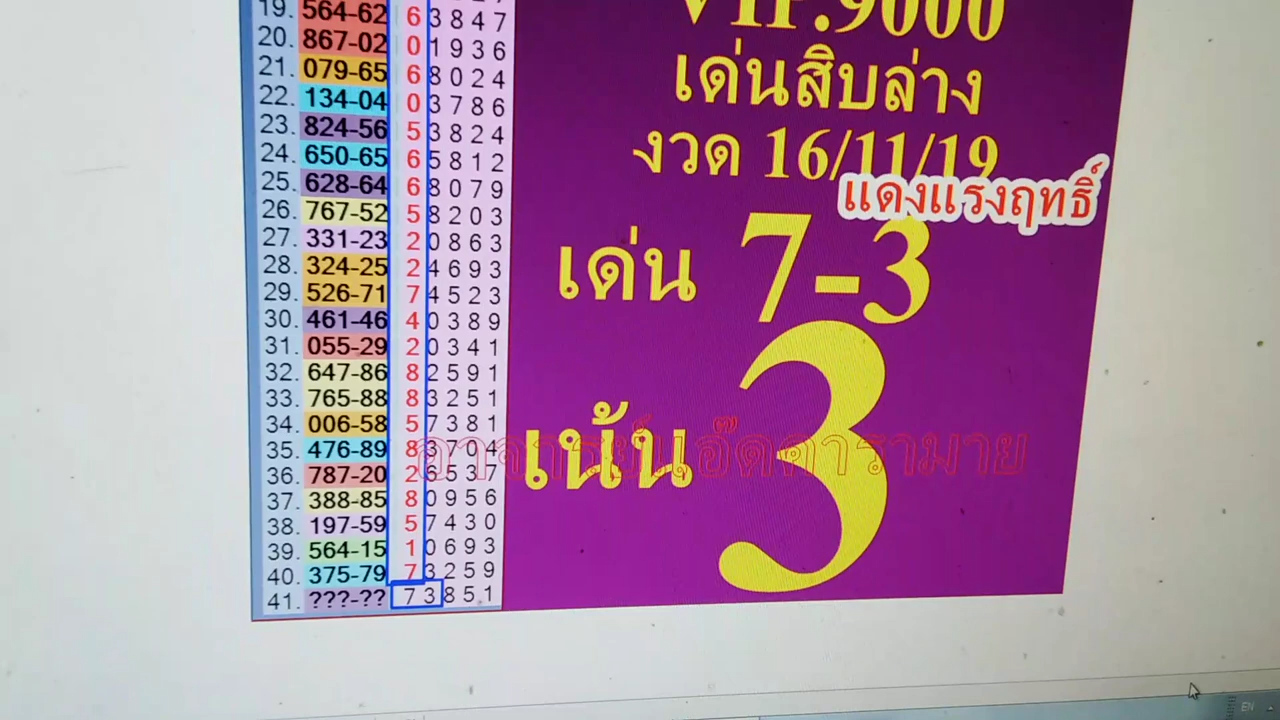 19. 564-62 6 3 8 4 7
20. 867-02 0 1 9 3 6
21. 079-65 6 8 0 2 4
22. 134-04 0 3 7 8 6
23. 824-56 5 3 8 2 4
24. 650-65 6 5 8 1 2
25. 628-64 6 8 0 7 9
26. 767-52 5 8 2 0 3
27. 331-23 2 0 8 6 3
28. 324-25 2 4 6 9 3
29. 526-71 7 4 5 2 3
30. 461-46 4 0 3 8 9
31. 055-29 2 0 3 4 1
32. 647-86 8 2 5 9 1
33. 765-88 8 3 2 5 1
34. 006-58 5 7 3 8 1
35. 476-89 8 3 7 0 4
36. 787-20 2 6 5 3 7
37. 388-85 8 0 9 5 6
38. 197-59 5 7 4 3 0
39. 564-15 1 0 6 9 3
40. 375-79 7 3 2 5 9
41. ???-?? 7 3 8 5 1
VIP.9000
เด่นสิบล่าง
งวด 16/11/19
แดงแรงฤทธิ์
เด่น 7-3
เน้น 3
EN